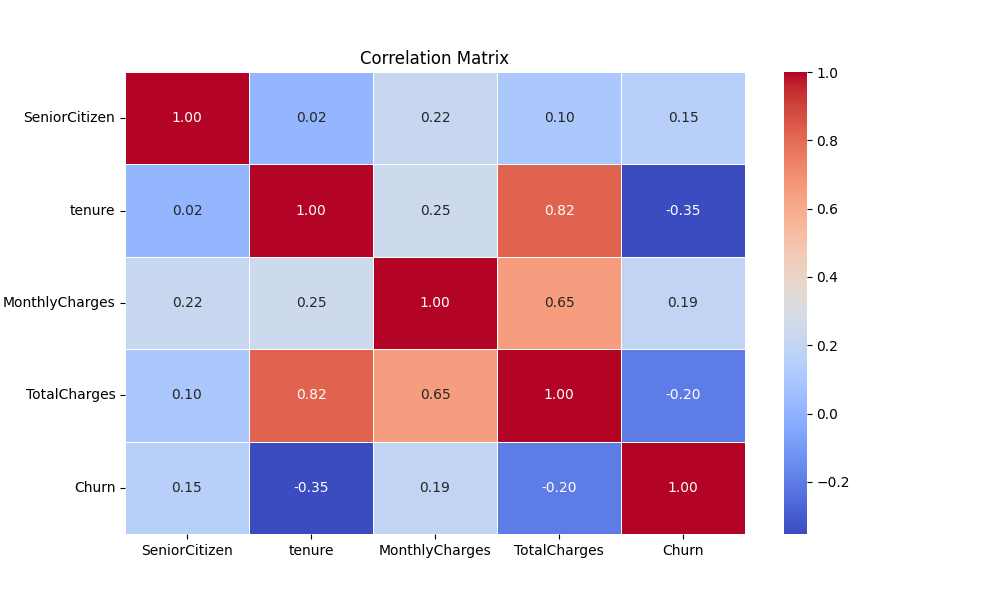 Correlation Matrix
SeniorCitizen 1.00 0.02 0.22 0.10 0.15
tenure 0.02 1.00 0.25 0.82 -0.35
MonthlyCharges 0.22 0.25 1.00 0.65 0.19
TotalCharges 0.10 0.82 0.65 1.00 -0.20
Churn 0.15 -0.35 0.19 -0.20 1.00
SeniorCitizen tenure MonthlyCharges TotalCharges Churn
1.0
0.8
0.6
0.4
0.2
0.0
−0.2